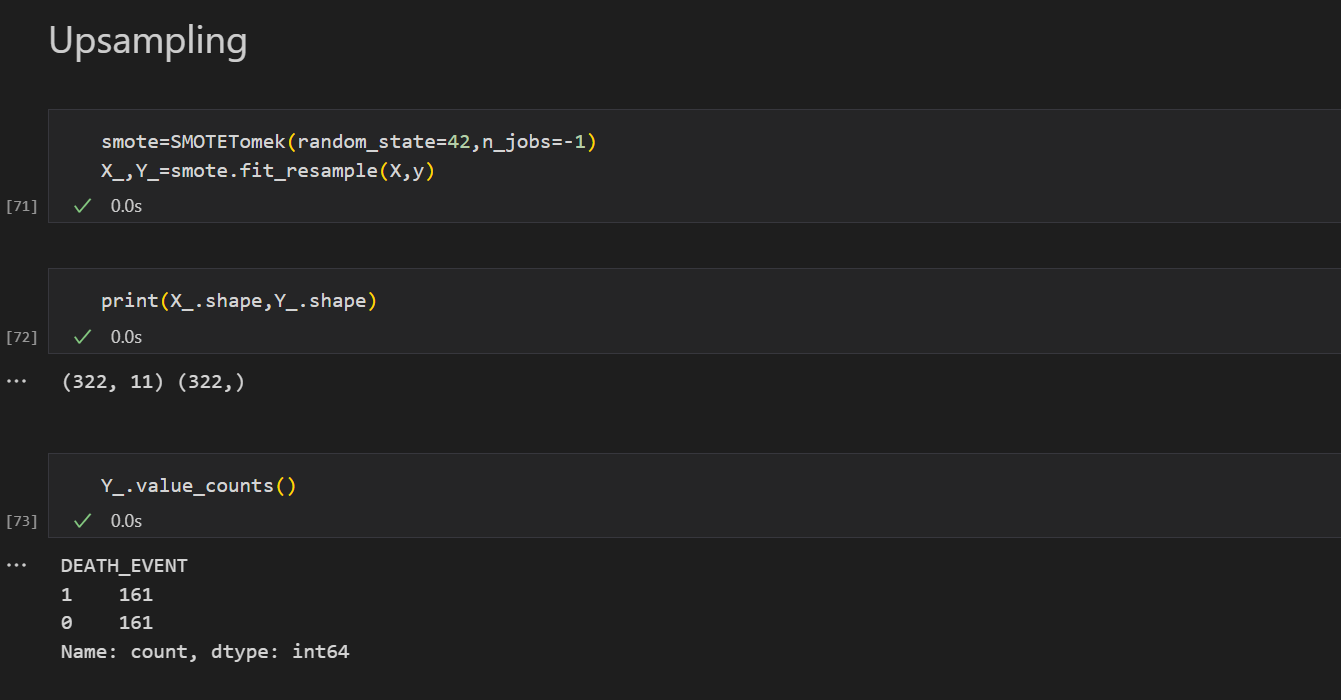 Upsampling
smote=SMOTETomek(random_state=42,n_jobs=-1)
X_,Y_=smote.fit_resample(X,y)
[71]
0.0s
print(X_.shape,Y_.shape)
[72]
0.0s
(322, 11) (322,)
Y_.value_counts()
[73]
0.0s
DEATH_EVENT
1    161
0    161
Name: count, dtype: int64